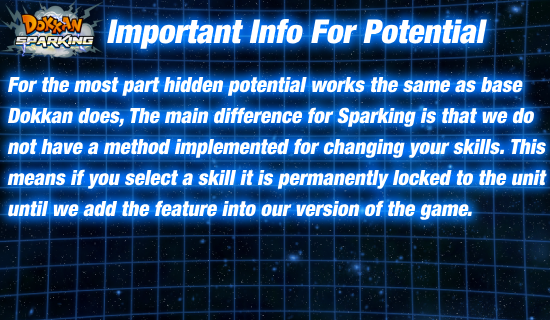 DOKKAN
SPARKING
Important Info For Potential
For the most part hidden potential works the same as base
Dokkan does, The main difference for Sparking is that we do
not have a method implemented for changing your skills. This
means if you select a skill it is permanently locked to the unit
until we add the feature into our version of the game.